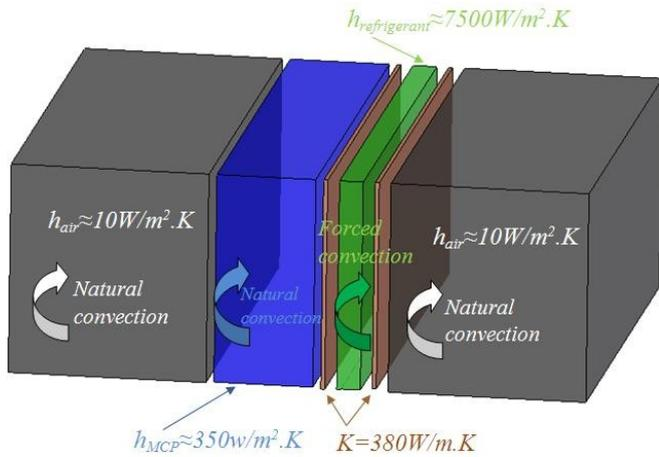 h_refrigerant≈7500W/m².K
h_air≈10W/m².K
Natural
convection
Natural
convection
Forced
convection
h_air≈10W/m².K
Natural
convection
h_MCP≈350w/m².K
K=380W/m.K